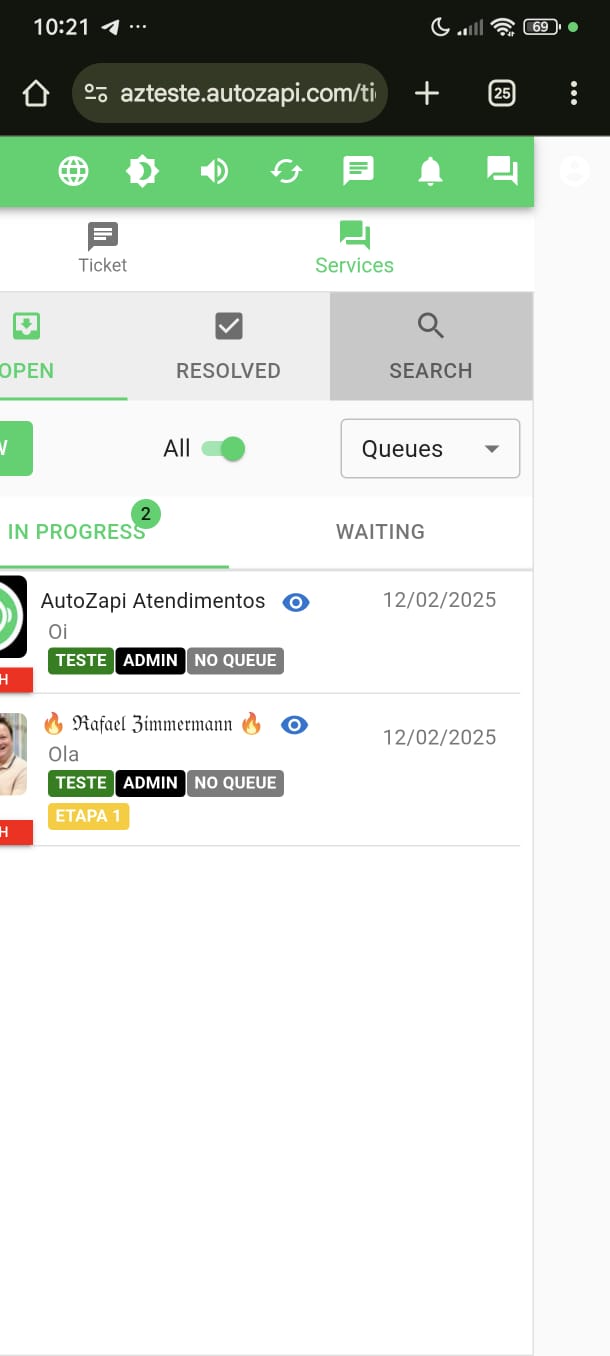 10:21
69
azteste.autozapi.com/ti
25
Ticket
Services
OPEN
RESOLVED
SEARCH
All
Queues
2
IN PROGRESS
WAITING
AutoZapi Atendimentos
12/02/2025
Oi
H
TESTE ADMIN NO QUEUE
🔥 ℜ𝔞𝔣𝔞𝔢𝔩 ℨ𝔦𝔪𝔪𝔢𝔯𝔪𝔞𝔫𝔫 🔥
12/02/2025
Ola
TESTE ADMIN NO QUEUE
ETAPA 1
H